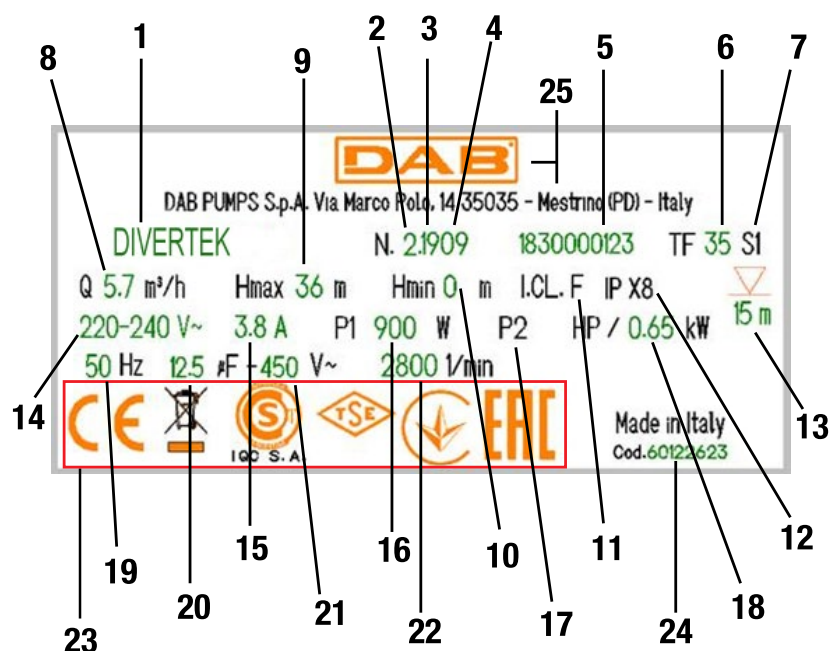 1 2 3 4 5 6 7
8 9 25
DAB
DAB PUMPS S.p.A. Via Marco Polo, 14 35035 - Mestrino (PD) - Italy
DIVERTEK N. 2.1909 1830000123 TF 35 S1
Q 5.7 m³/h Hmax 36 m Hmin 0 m I.CL. F IP X8
220-240 V~ 3.8 A P1 900 W P2 HP / 0.65 kW 15 m
50 Hz 12.5 µF - 450 V~ 2800 1/min
14 13
CE S TSE EAC Made in Italy
IQC S.A. Cod.60122623
19 20 15 21 16 22 10 17 11 18 12
23 24